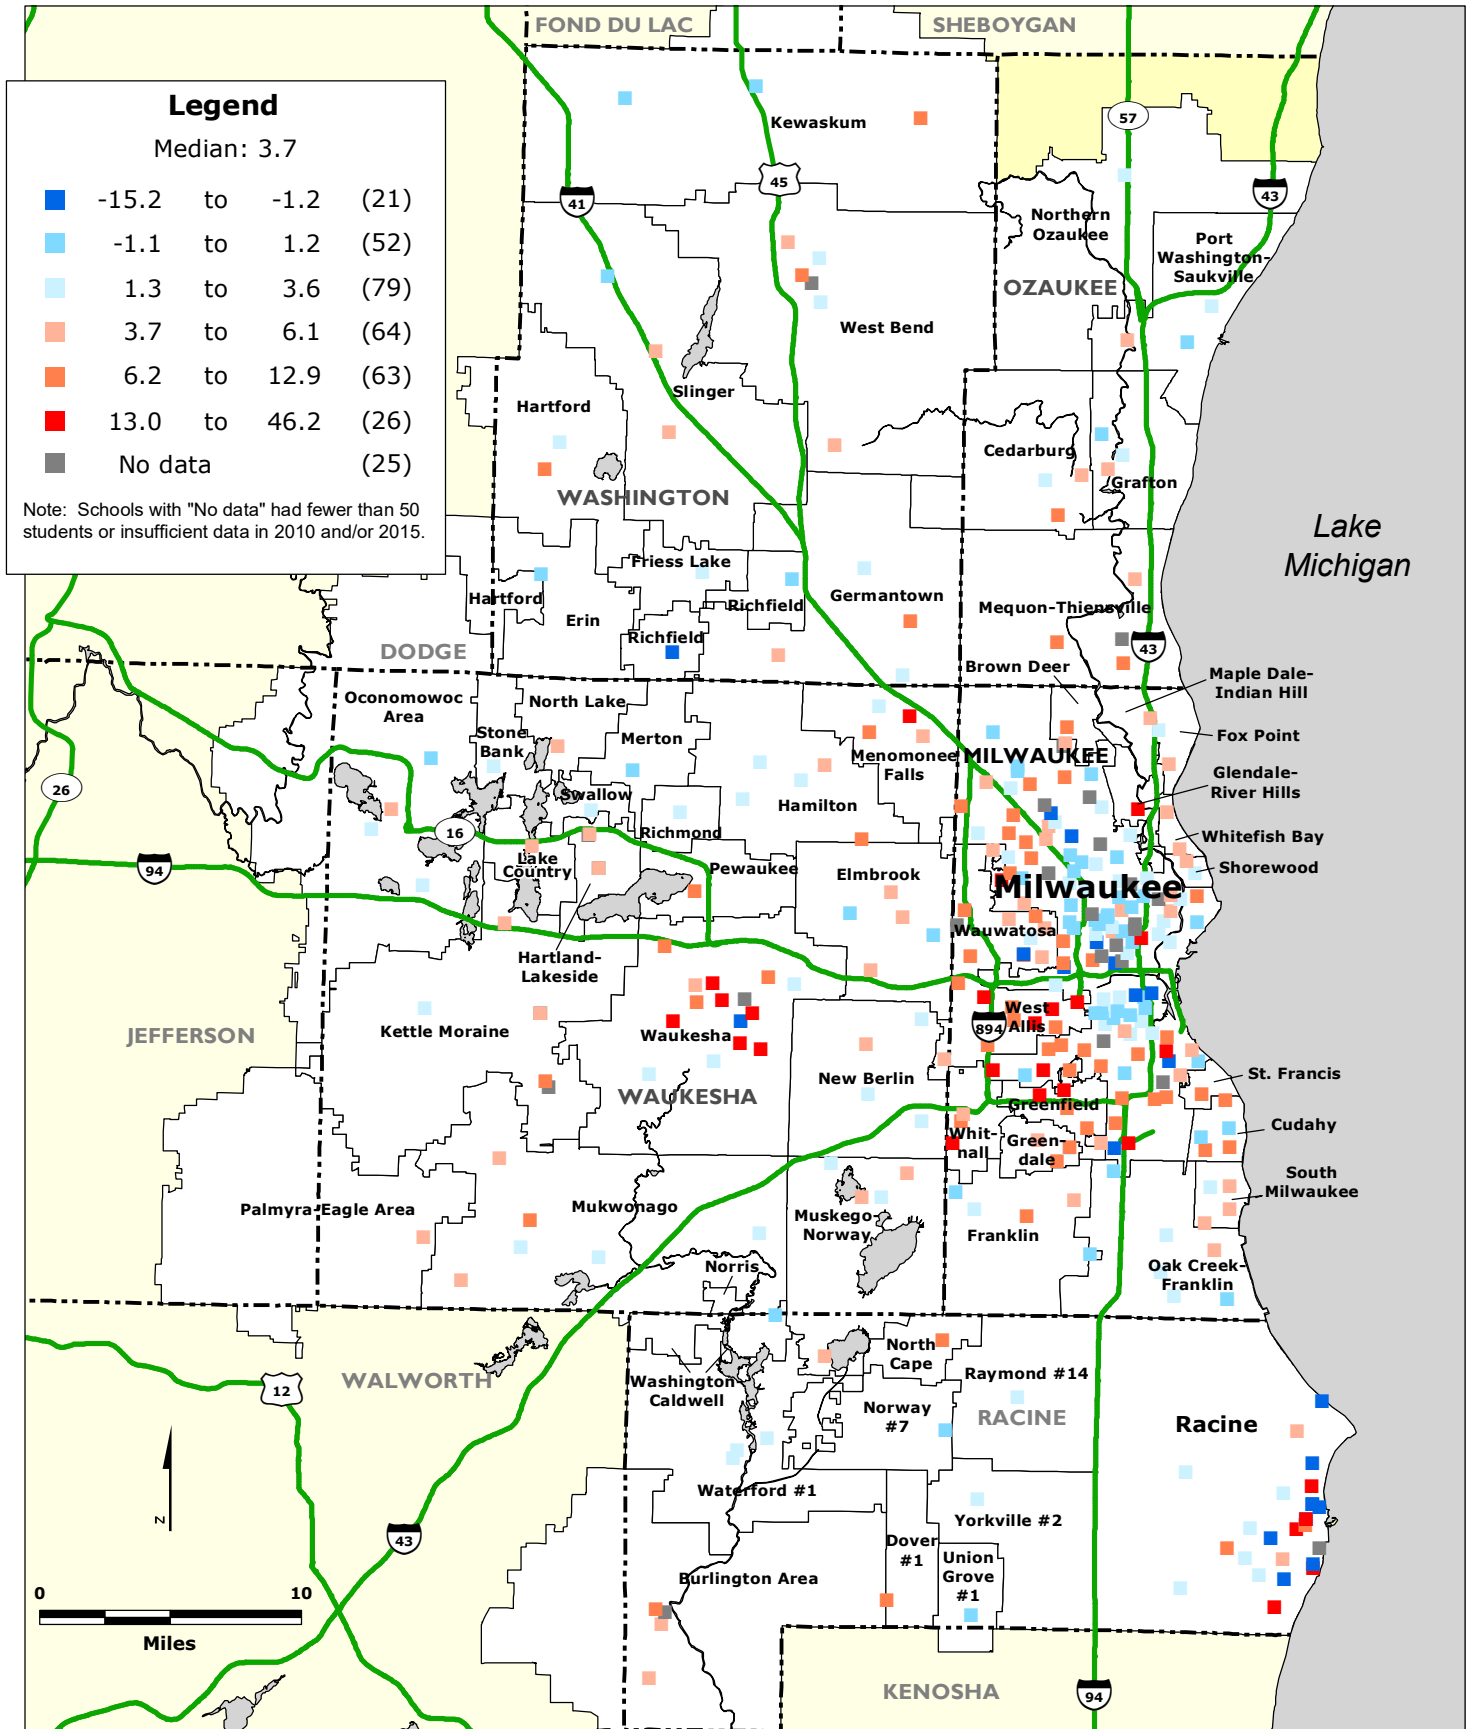 FOND DU LAC
SHEBOYGAN
Legend
Median: 3.7
-15.2 to -1.2 (21)
-1.1 to 1.2 (52)
1.3 to 3.6 (79)
3.7 to 6.1 (64)
6.2 to 12.9 (63)
13.0 to 46.2 (26)
No data (25)
Note: Schools with "No data" had fewer than 50
students or insufficient data in 2010 and/or 2015.
Kewaskum
57
45
41
43
Northern
Ozaukee
Port
Washington-
Saukville
OZAUKEE
West Bend
Slinger
Hartford
Cedarburg
Grafton
WASHINGTON
Lake
Michigan
Friess Lake
Hartford
Richfield
Germantown
Mequon-Thiensville
Erin
Richfield
DODGE
43
Brown Deer
Maple Dale-
Indian Hill
Oconomowoc
Area
North Lake
Stone
Bank
Merton
Menomonee
Falls
MILWAUKEE
Fox Point
Glendale-
River Hills
26
Swallow
Hamilton
16
Richmond
Whitefish Bay
94
Lake
Country
Pewaukee
Elmbrook
Shorewood
Milwaukee
Wauwatosa
Hartland-
Lakeside
JEFFERSON
Kettle Moraine
Waukesha
West
Allis
894
New Berlin
St. Francis
WAUKESHA
Greenfield
Cudahy
Whit-
nall
Green-
dale
South
Milwaukee
Palmyra-Eagle Area
Mukwonago
Muskego-
Norway
Franklin
Norris
Oak Creek-
Franklin
North
Cape
WALWORTH
12
Washington-
Caldwell
Raymond #14
Norway
#7
RACINE
Racine
Waterford #1
N
Yorkville #2
43
Dover
#1
Union
Grove
#1
Burlington Area
0 10
Miles
KENOSHA
94